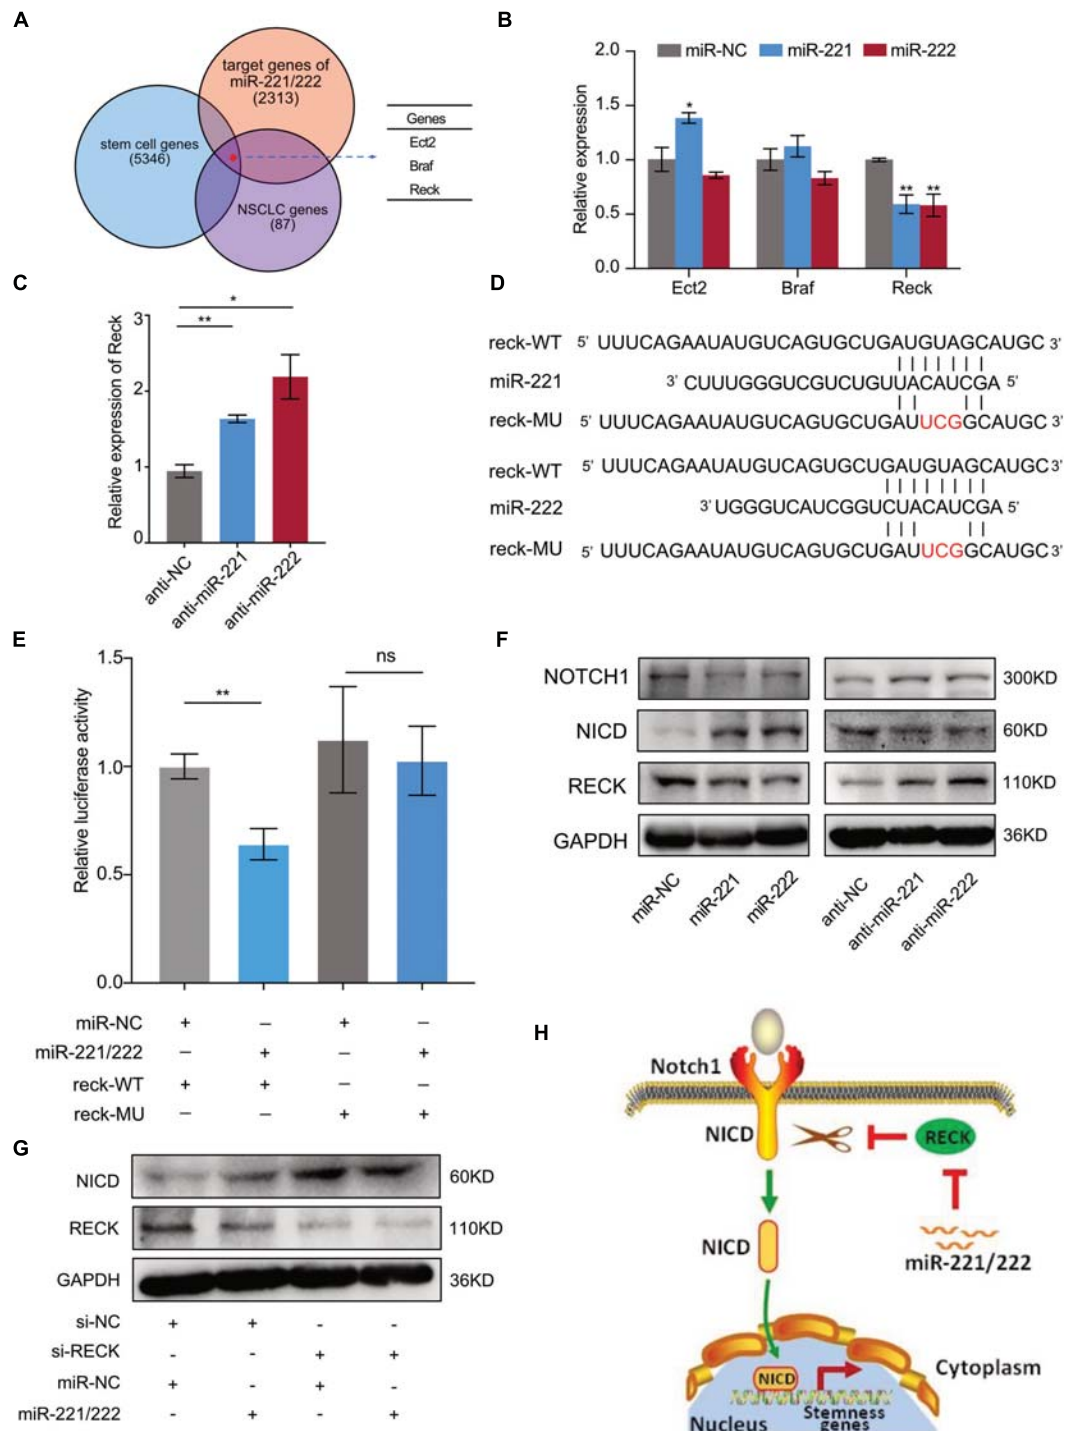 A
target genes of
miR-221/222
(2313)
stem cell genes
(5346)
NSCLC genes
(87)
Genes
Ect2
Braf
Reck
B
miR-NC miR-221 miR-222
Relative expression
2.0
1.5
1.0
0.5
0.0
*
** **
Ect2 Braf Reck
C
Relative expression of Reck
3
2
1
0
*
**
anti-NC
anti-miR-221
anti-miR-222
D
reck-WT 5' UUUCAGAAUAUGUCAGUGCUGAUGUAGCAUGC 3'
miR-221 3' CUUUGGGUCGUCUGUUACAUCGA 5'
reck-MU 5' UUUCAGAAUAUGUCAGUGCUGAUUCGGCAUGC 3'
reck-WT 5' UUUCAGAAUAUGUCAGUGCUGAUGUAGCAUGC 3'
miR-222 3' UGGGUCAUCGGUCUACAUCGA 5'
reck-MU 5' UUUCAGAAUAUGUCAGUGCUGAUUCGGCAUGC 3'
E
Relative luciferase activity
1.5
1.0
0.5
0.0
**
ns
miR-NC + – + –
miR-221/222 – + – +
reck-WT + + – –
reck-MU – – + +
F
NOTCH1 300KD
NICD 60KD
RECK 110KD
GAPDH 36KD
miR-NC
miR-221
miR-222
anti-NC
anti-miR-221
anti-miR-222
G
NICD 60KD
RECK 110KD
GAPDH 36KD
si-NC + + - -
si-RECK - - + +
miR-NC + - + -
miR-221/222 - + - +
H
Notch1
NICD
RECK
NICD
miR-221/222
Cytoplasm
NICD
Nucleus
Stemness
genes